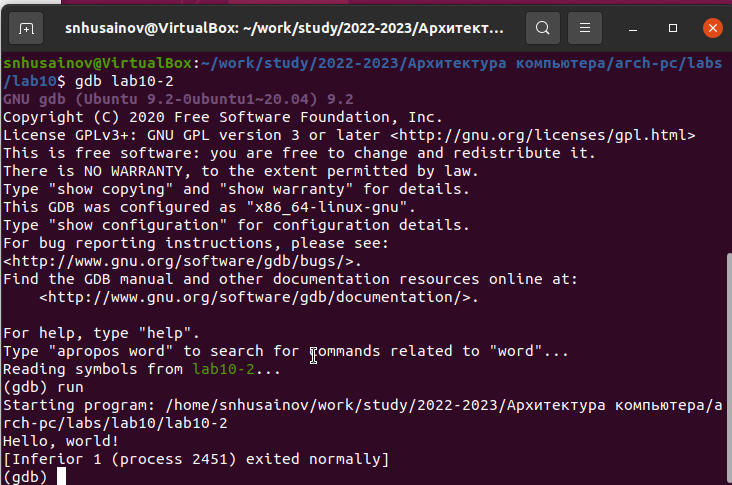 snhusainov@VirtualBox: ~/work/study/2022-2023/Архитект...
snhusainov@VirtualBox:~/work/study/2022-2023/Архитектура компьютера/arch-pc/labs
/lab10$ gdb lab10-2
GNU gdb (Ubuntu 9.2-0ubuntu1~20.04) 9.2
Copyright (C) 2020 Free Software Foundation, Inc.
License GPLv3+: GNU GPL version 3 or later <http://gnu.org/licenses/gpl.html>
This is free software: you are free to change and redistribute it.
There is NO WARRANTY, to the extent permitted by law.
Type "show copying" and "show warranty" for details.
This GDB was configured as "x86_64-linux-gnu".
Type "show configuration" for configuration details.
For bug reporting instructions, please see:
<http://www.gnu.org/software/gdb/bugs/>.
Find the GDB manual and other documentation resources online at:
    <http://www.gnu.org/software/gdb/documentation/>.

For help, type "help".
Type "apropos word" to search for commands related to "word"...
Reading symbols from lab10-2...
(gdb) run
Starting program: /home/snhusainov/work/study/2022-2023/Архитектура компьютера/a
rch-pc/labs/lab10/lab10-2
Hello, world!
[Inferior 1 (process 2451) exited normally]
(gdb)